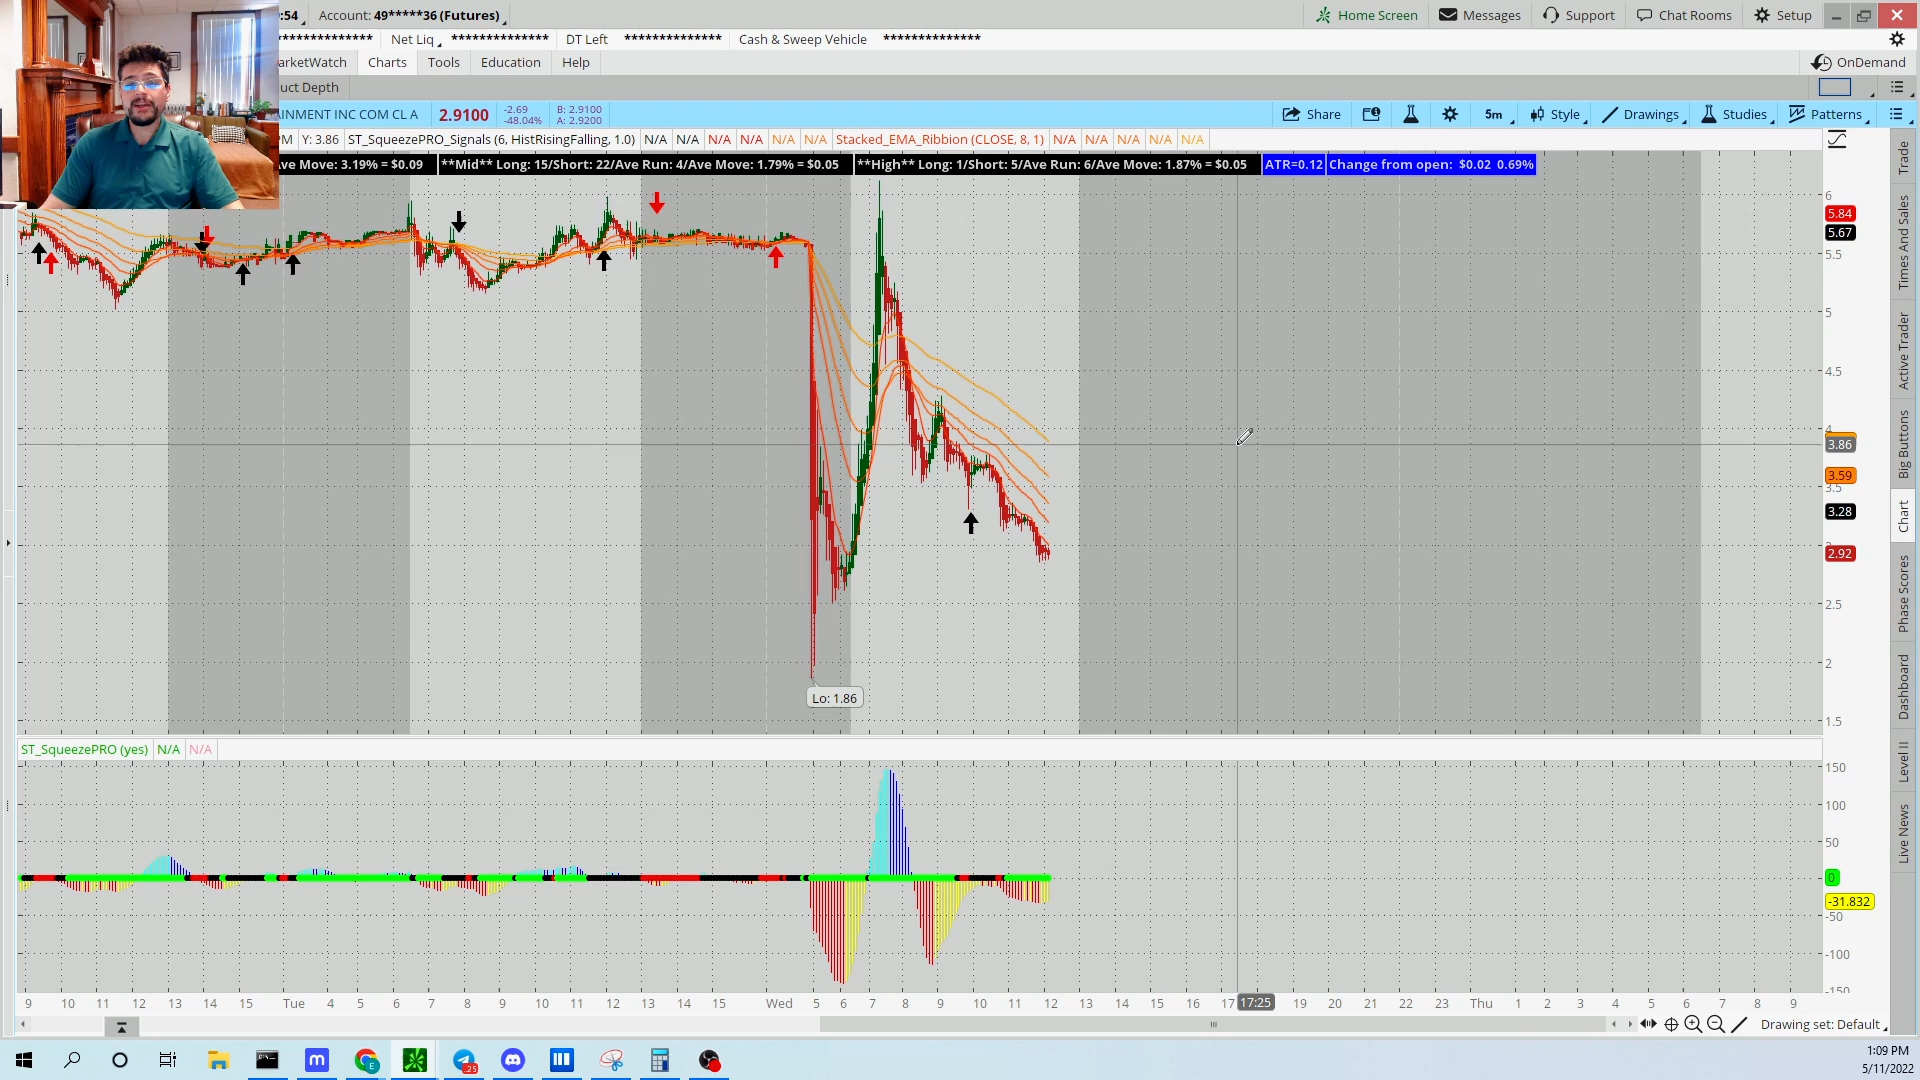 :54 Account: 49*****36 (Futures) Home Screen Messages Support Chat Rooms Setup
************** Net Liq ************** DT Left ************** Cash & Sweep Vehicle **************
arketWatch Charts Tools Education Help OnDemand
uct Depth
AINMENT INC COM CL A 2.9100 -2.69 -48.04% B: 2.9100 A: 2.9200 Share 5m Style Drawings Studies Patterns
PM Y: 3.86 ST_SqueezePRO_Signals (6, HistRisingFalling, 1.0) N/A N/A N/A N/A N/A N/A Stacked_EMA_Ribbion (CLOSE, 8, 1) N/A N/A N/A N/A N/A
ve Move: 3.19% = $0.09 **Mid** Long: 15/Short: 22/Ave Run: 4/Ave Move: 1.79% = $0.05 **High** Long: 1/Short: 5/Ave Run: 6/Ave Move: 1.87% = $0.05 ATR=0.12 Change from open: $0.02 0.69%
6
5.84
5.67
5.5
5
4.5
4
3.86
3.59
3.5
3.28
2.92
2.5
2
Lo: 1.86
1.5
Trade
Times And Sales
Active Trader
Big Buttons
Chart
Phase Scores
Dashboard
Level II
Live News
ST_SqueezePRO (yes) N/A N/A
150
100
50
0
-31.832
-50
-100
-150
9 10 11 12 13 14 15 Tue 4 5 6 7 8 9 10 11 12 13 14 15 Wed 5 6 7 8 9 10 11 12 13 14 15 16 17 17:25 19 20 21 22 23 Thu 1 2 3 4 5 6 7 8 9
Drawing set: Default
25
1:09 PM
5/11/2022